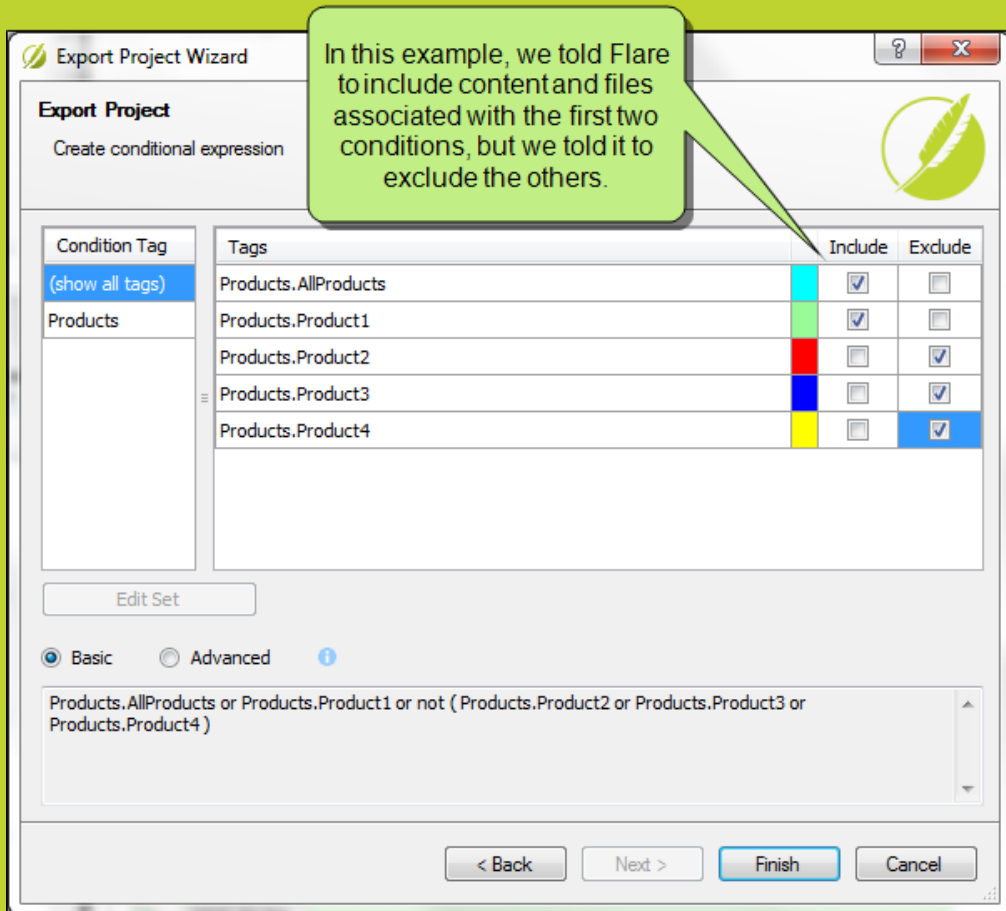 Export Project Wizard
In this example, we told Flare
to include content and files
associated with the first two
conditions, but we told it to
exclude the others.
Export Project
Create conditional expression
Condition Tag
(show all tags)
Products
Tags Include Exclude
Products.AllProducts
Products.Product1
Products.Product2
Products.Product3
Products.Product4
Edit Set
Basic Advanced
Products.AllProducts or Products.Product1 or not ( Products.Product2 or Products.Product3 or
Products.Product4 )
< Back Next > Finish Cancel